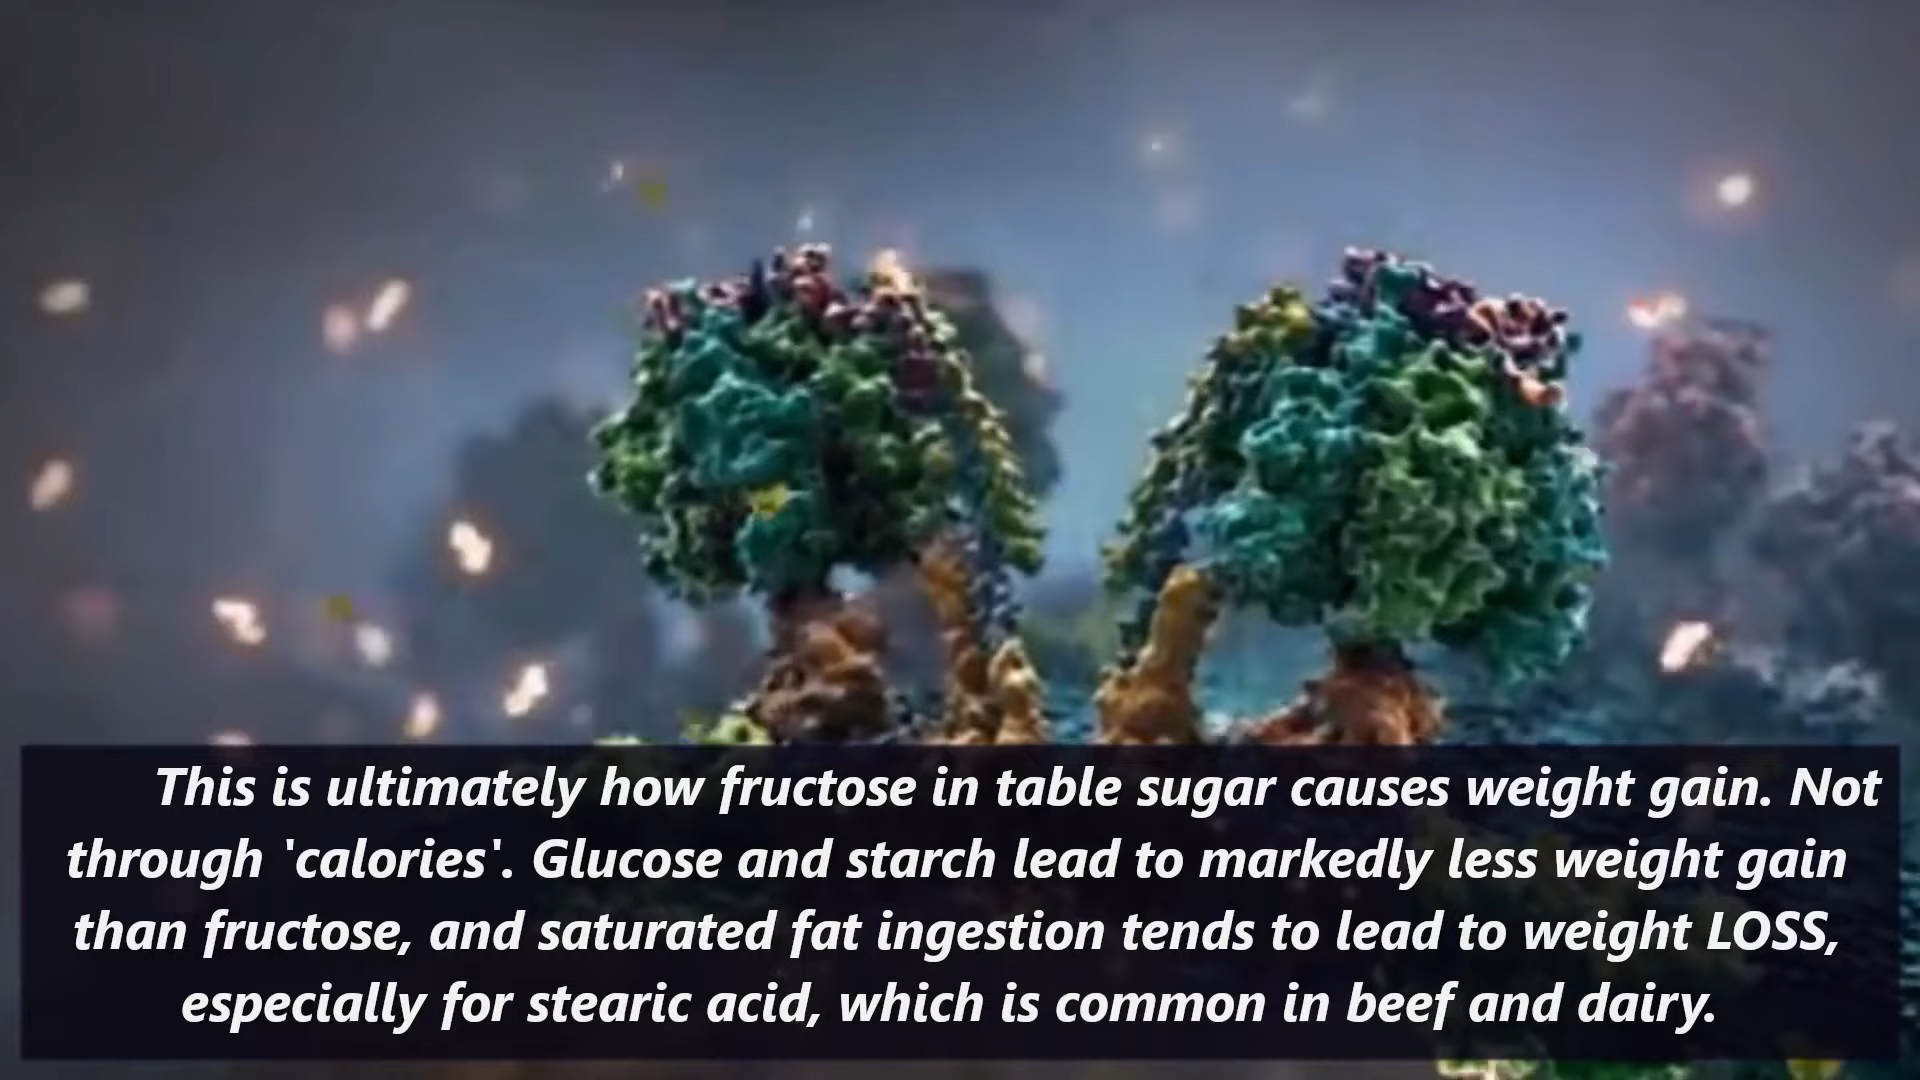 This is ultimately how fructose in table sugar causes weight gain. Not
through 'calories'. Glucose and starch lead to markedly less weight gain
than fructose, and saturated fat ingestion tends to lead to weight LOSS,
especially for stearic acid, which is common in beef and dairy.